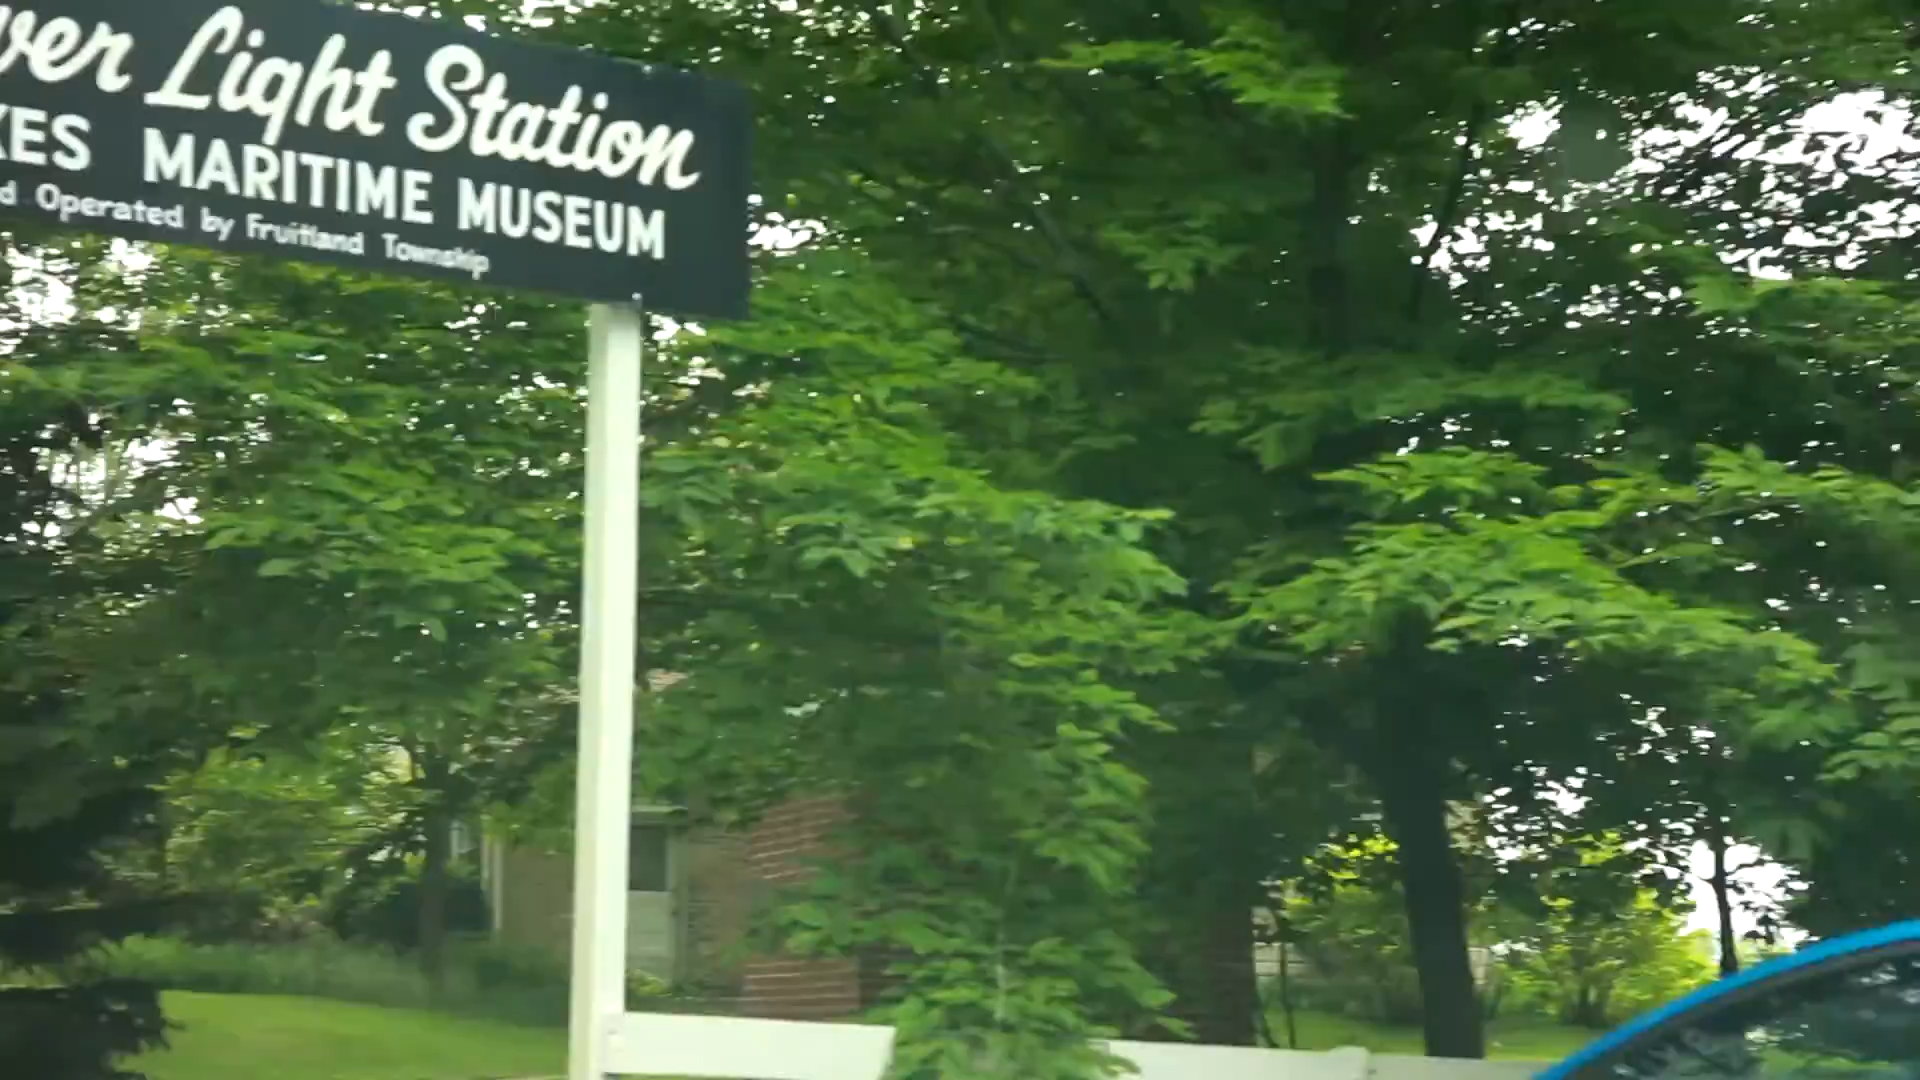 ver Light Station
KES MARITIME MUSEUM
d Operated by Fruitland Township